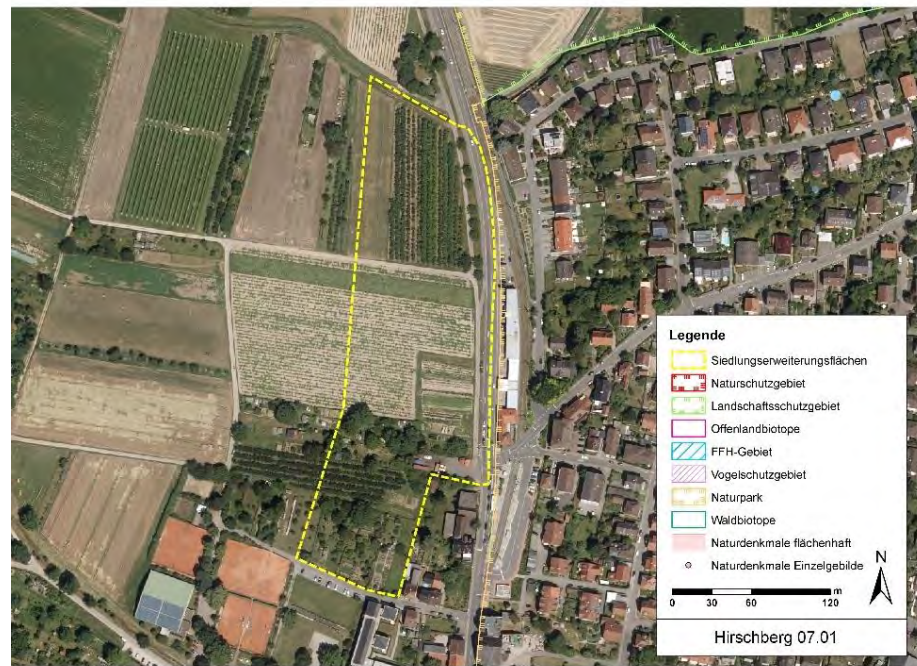 Legende
Siedlungserweiterungsflächen
Naturschutzgebiet
Landschaftsschutzgebiet
Offenlandbiotope
FFH-Gebiet
Vogelschutzgebiet
Naturpark
Waldbiotope
Naturdenkmale flächenhaft
Naturdenkmale Einzelgebilde
N
0 30 60 120 m
Hirschberg 07.01